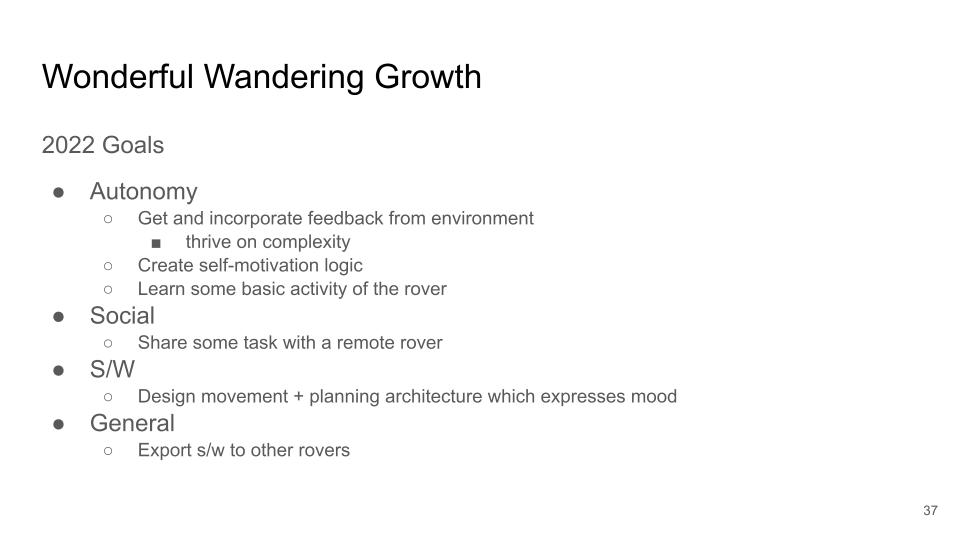 Wonderful Wandering Growth
2022 Goals
● Autonomy
○ Get and incorporate feedback from environment
■ thrive on complexity
○ Create self-motivation logic
○ Learn some basic activity of the rover
● Social
○ Share some task with a remote rover
● S/W
○ Design movement + planning architecture which expresses mood
● General
○ Export s/w to other rovers
37